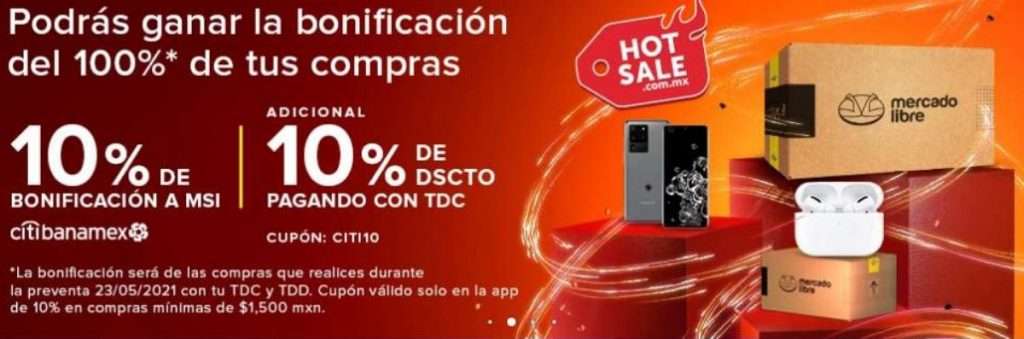 Podrás ganar la bonificación
del 100%* de tus compras
10% DE
BONIFICACIÓN A MSI
citibanamex
ADICIONAL
10% DE
DSCTO
PAGANDO CON TDC
CUPÓN: CITI10
*La bonificación será de las compras que realices durante
la preventa 23/05/2021 con tu TDC y TDD. Cupón válido solo en la app
de 10% en compras mínimas de $1,500 mxn.
HOT
SALE
.com.mx
mercado
libre
mercado
libre